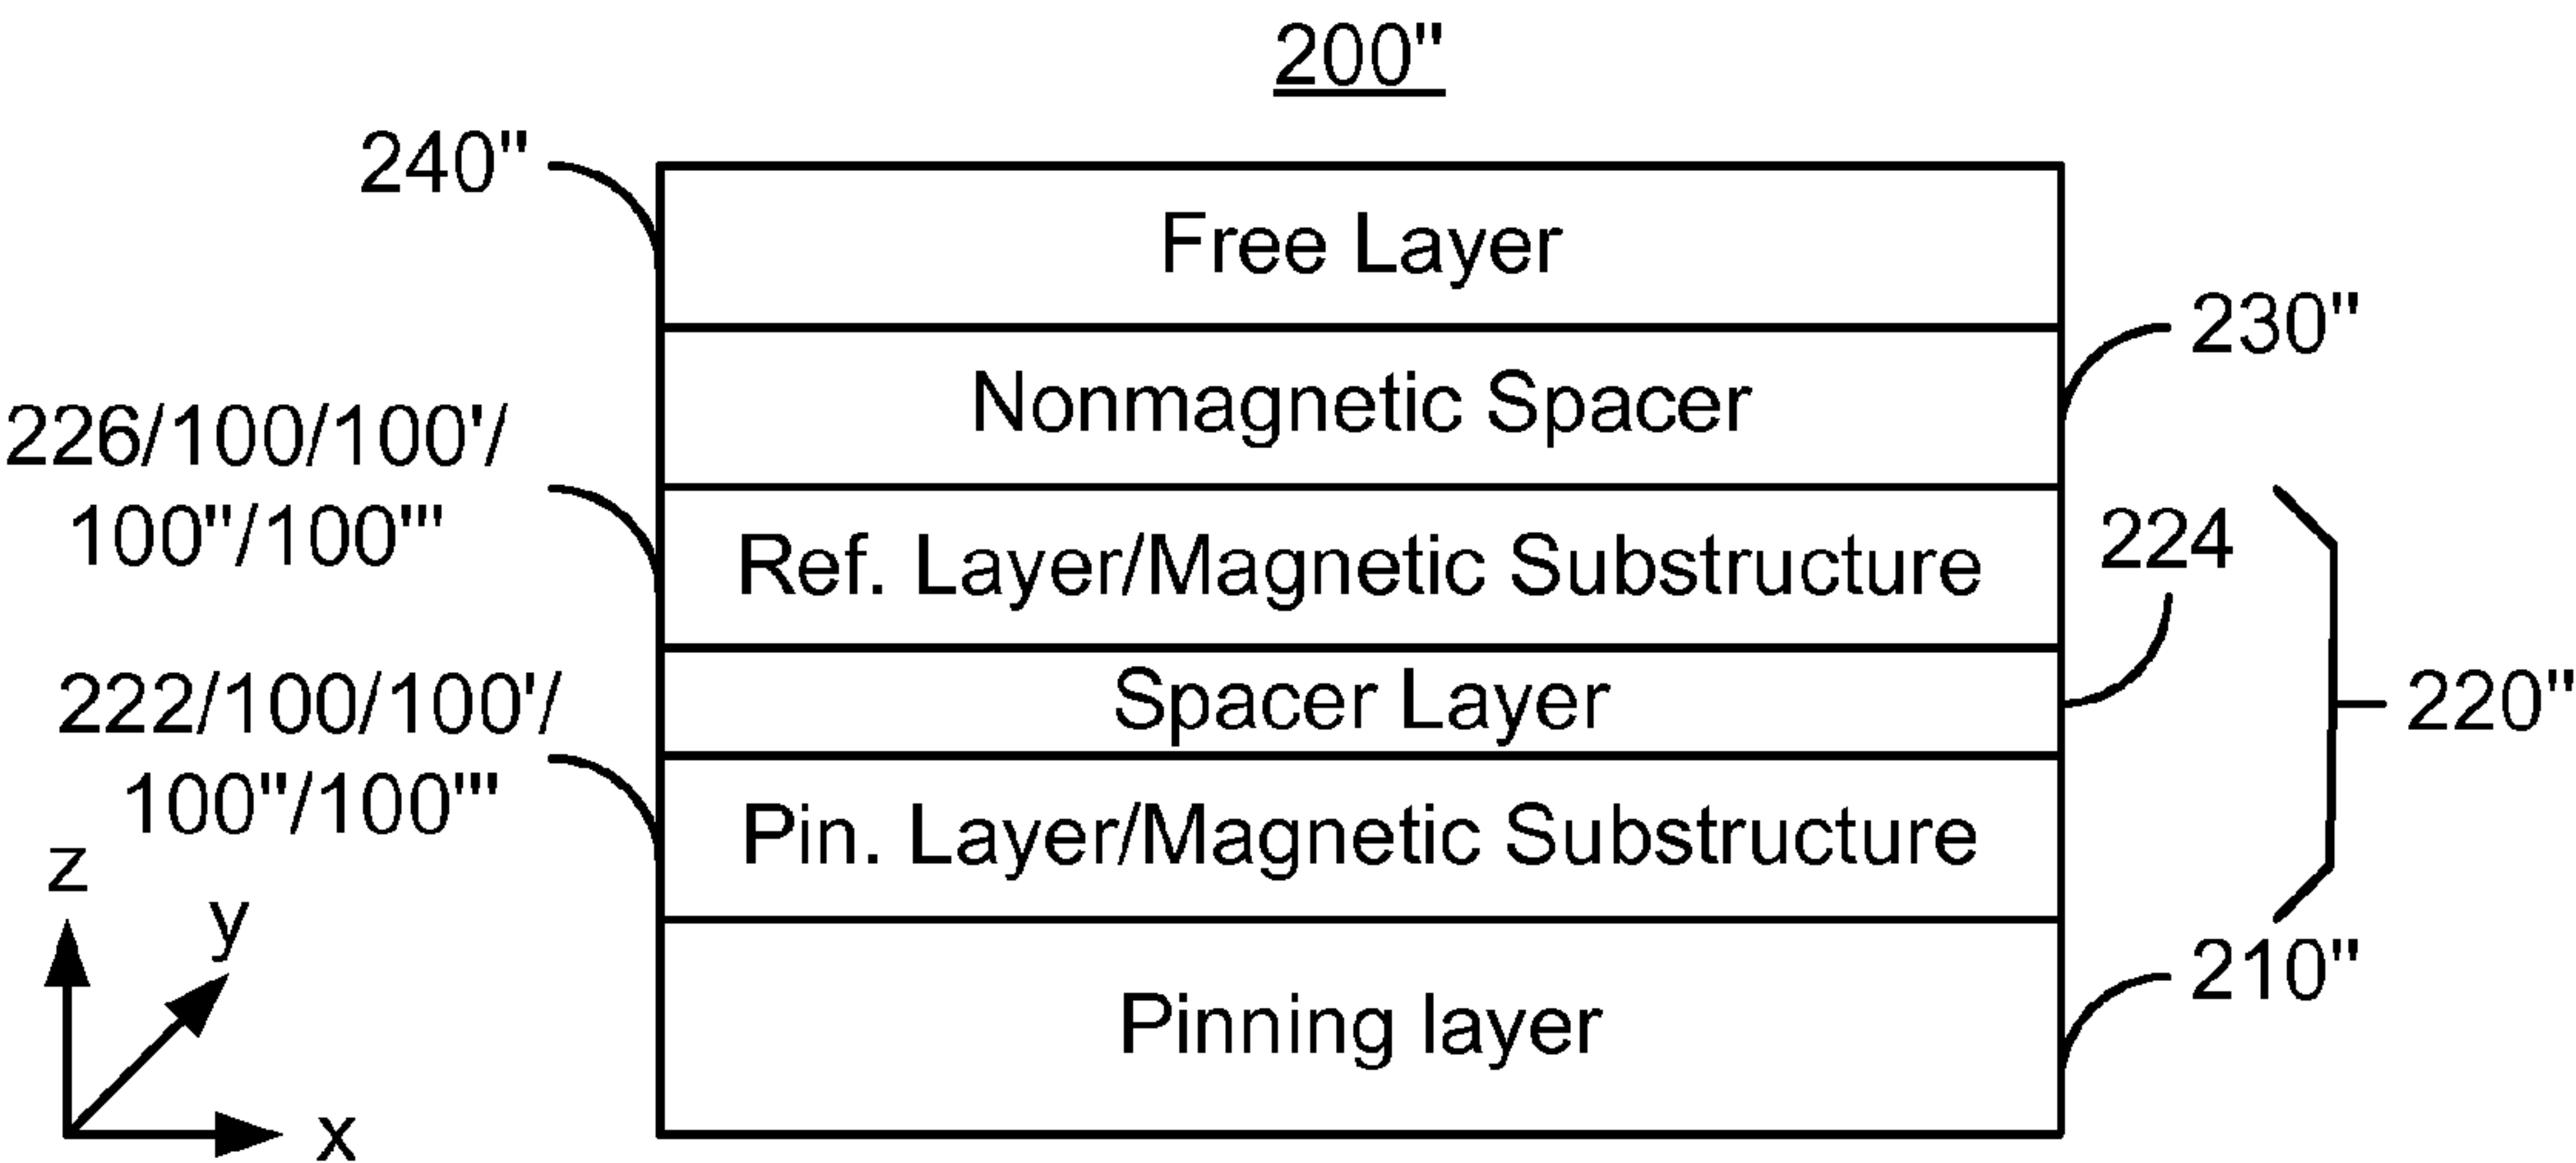 200"
240"
Free Layer
230"
Nonmagnetic Spacer
226/100/100'/
100"/100'"
Ref. Layer/Magnetic Substructure
224
Spacer Layer
220"
222/100/100'/
100"/100'"
Pin. Layer/Magnetic Substructure
210"
Pinning layer
z
y
x